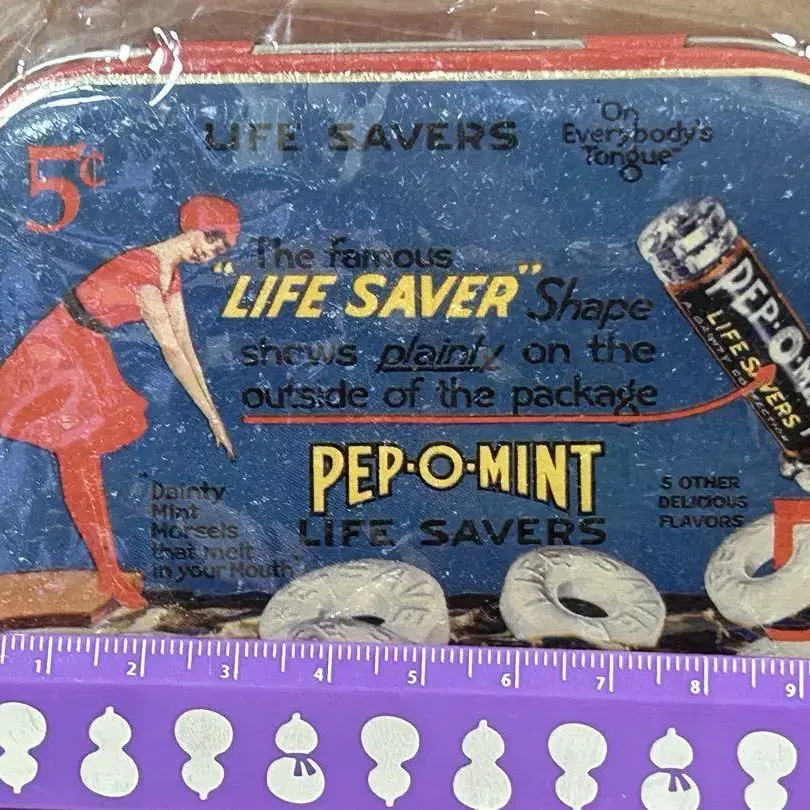 5¢
LIFE SAVERS
"On
Everybody's
Tongue"
The famous
"LIFE SAVER" Shape
shows plainly on the
outside of the package
PEP·O·M
LIFE SAVERS
PEP·O·MINT
LIFE SAVERS
"Dainty
Mint
Morsels
that melt
in your Mouth"
5 OTHER
DELICIOUS
FLAVORS
5
1 2 3 4 5 6 7 8 9